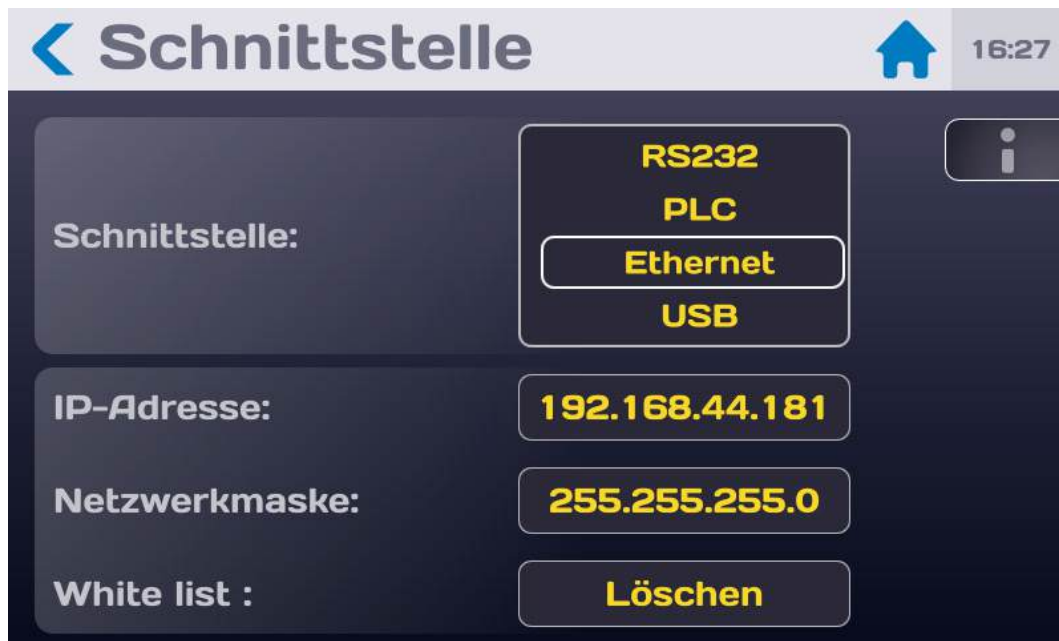 Schnittstelle
16:27
Schnittstelle:
RS232
PLC
Ethernet
USB
IP-Adresse:
192.168.44.181
Netzwerkmaske:
255.255.255.0
White list :
Löschen